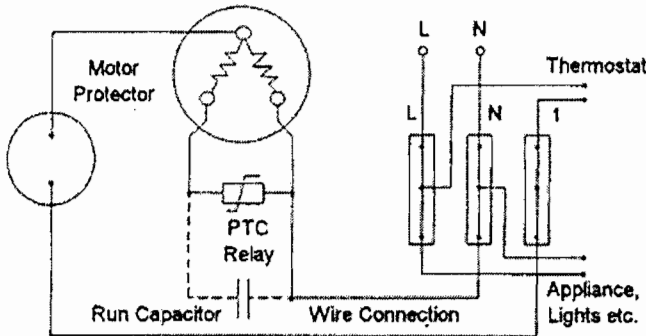 L N
Motor
Protector
Thermostat
L N 1
PTC
Relay
Run Capacitor
Wire Connection
Appliance,
Lights etc.